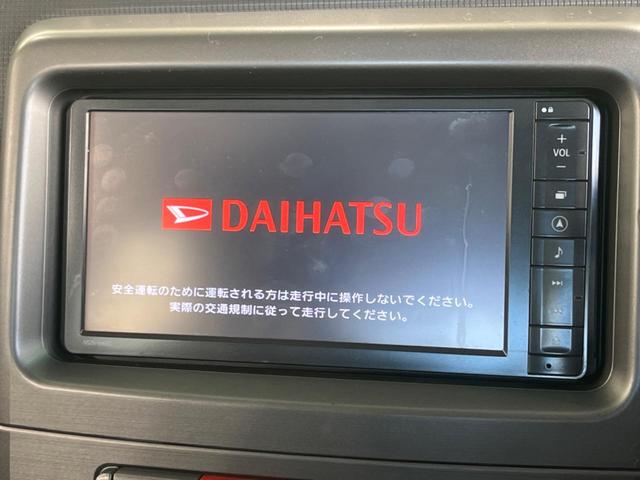 DAIHATSU
安全運転のために運転される方は走行中に操作しないでください。
実際の交通規制に従って走行してください。
+
VOL
−